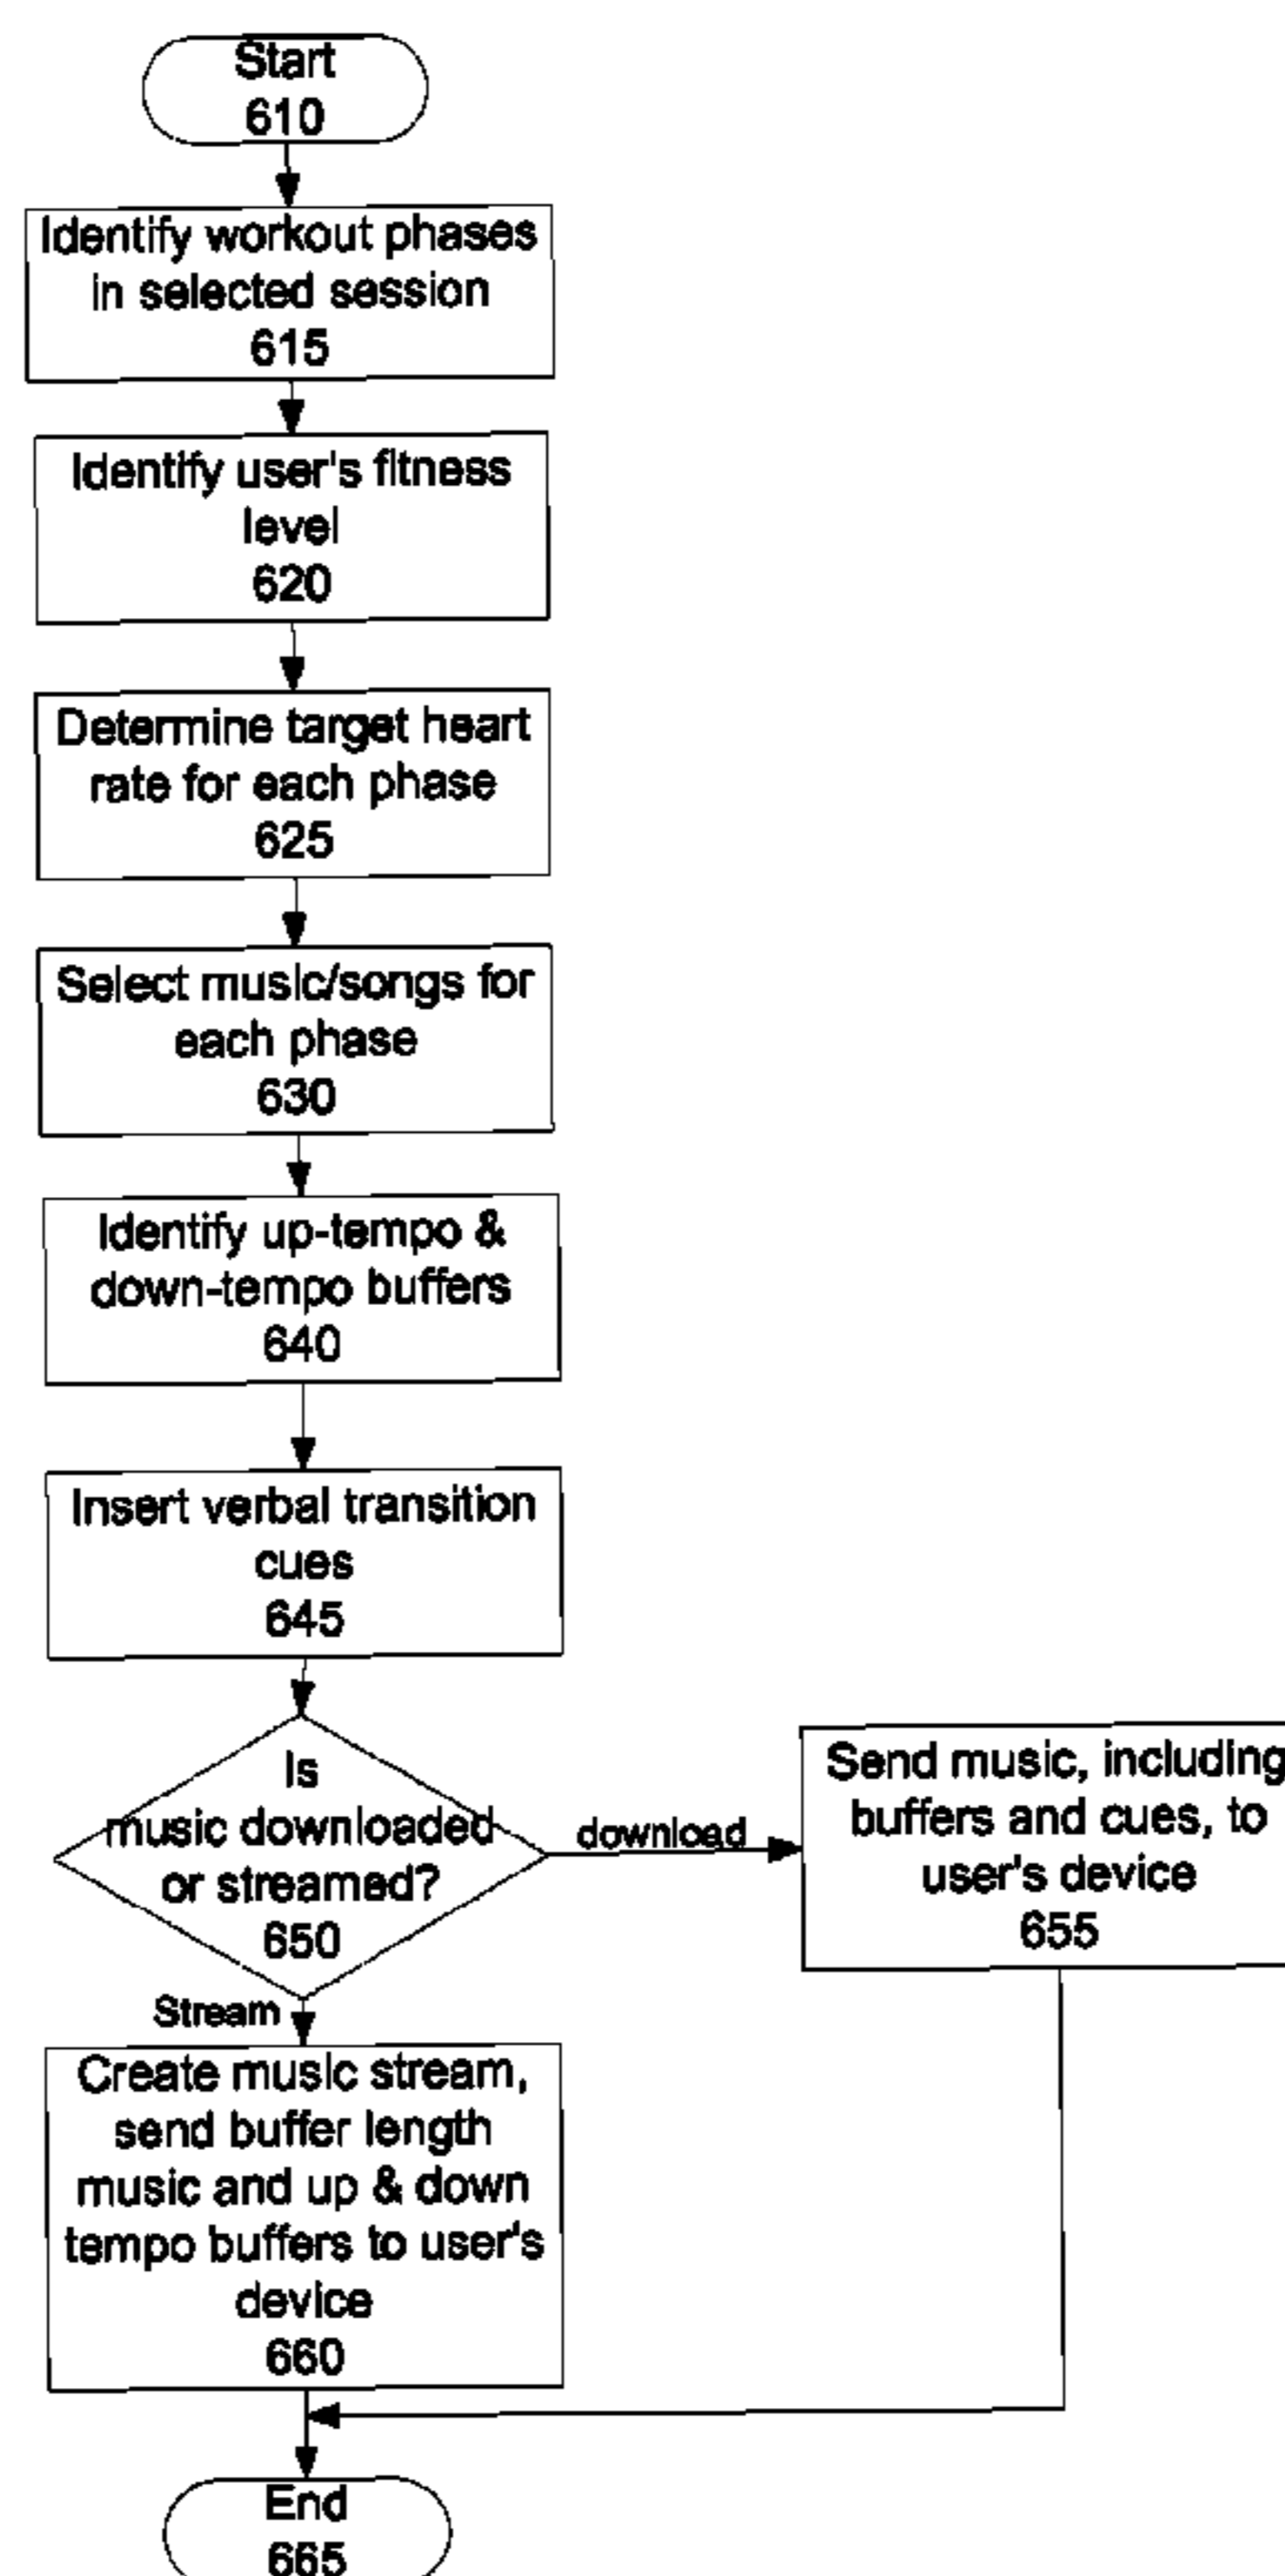 Start
610
Identify workout phases
in selected session
615
Identify user's fitness
level
620
Determine target heart
rate for each phase
625
Select music/songs for
each phase
630
Identify up-tempo &
down-tempo buffers
640
Insert verbal transition
cues
645
Is
music downloaded
or streamed?
650
download
Send music, including
buffers and cues, to
user's device
655
Stream
Create music stream,
send buffer length
music and up & down
tempo buffers to user's
device
660
End
665